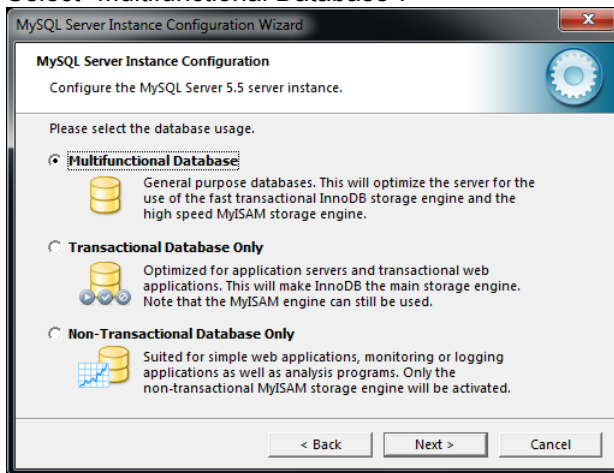 Select "Multifunctional Database".
MySQL Server Instance Configuration Wizard
MySQL Server Instance Configuration
Configure the MySQL Server 5.5 server instance.
Please select the database usage.
Multifunctional Database
General purpose databases. This will optimize the server for the
use of the fast transactional InnoDB storage engine and the
high speed MyISAM storage engine.
Transactional Database Only
Optimized for application servers and transactional web
applications. This will make InnoDB the main storage engine.
Note that the MyISAM engine can still be used.
Non-Transactional Database Only
Suited for simple web applications, monitoring or logging
applications as well as analysis programs. Only the
non-transactional MyISAM storage engine will be activated.
< Back Next > Cancel